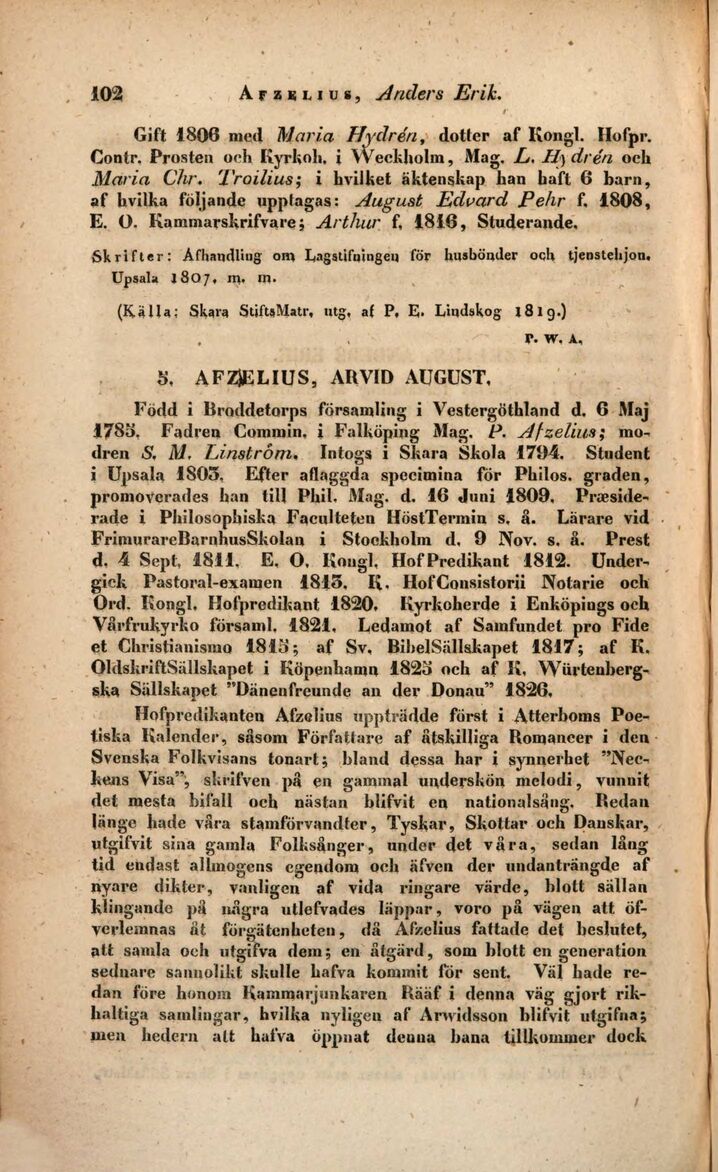 102 AFZELIUS, Anders Erik.
Gift 1806 med Maria Hydrén, dotter af Kongl. Hofpr.
Contr. Prosten och Kyrkoh. i Weckholm, Mag. L. Hydrén och
Maria Chr. Troilius; i hvilket äktenskap han haft 6 barn,
af hvilka följande upptagas: August Edvard Pehr f. 1808,
E. O. Kammarskrifvare; Arthur f. 1816, Studerande.
Skrifter: Afhandling om Lagstifningen för husbönder och tjenstehjon.
Upsala 1807, m. m.
(Källa: Skara StiftsMatr, utg. af P. E. Lindskog 1819.)
P. W. A.
5. AFZELIUS, ARVID AUGUST.
Född i Broddetorps församling i Vestergöthland d. 6 Maj
1785. Fadren Commin. i Falköping Mag. P. Afzelius; mo-
dren S. M. Linström. Intogs i Skara Skola 1794. Student
i Upsala 1803. Efter aflaggda specimina för Philos. graden,
promoverades han till Phil. Mag. d. 16 Juni 1809. Præside-
rade i Philosophiska Faculteten HöstTermin s. å. Lärare vid
FrimurareBarnhusSkolan i Stockholm d. 9 Nov. s. å. Prest
d. 4 Sept. 1811. E. O. Kongl. HofPredikant 1812. Under-
gick Pastoral-examen 1813. K. HofConsistorii Notarie och
Ord. Kongl. Hofpredikant 1820. Kyrkoherde i Enköpings och
Vårfrukyrko församl. 1821. Ledamot af Samfundet pro Fide
et Christianismo 1815; af Sv. BibelSällskapet 1817; af K.
OldskriftSällskapet i Köpenhamn 1825 och af K. Würtenberg-
ska Sällskapet "Dänenfreunde an der Donau" 1826.
Hofpredikanten Afzelius uppträdde först i Atterboms Poe-
tiska Kalender, såsom Författare af åtskilliga Romancer i den
Svenska Folkvisans tonart; bland dessa har i synnerhet "Nec-
kens Visa", skrifven på en gammal underskön melodi, vunnit
det mesta bifall och nästan blifvit en nationalsång. Redan
länge hade våra stamförvandter, Tyskar, Skottar och Danskar,
utgifvit sina gamla Folksånger, under det våra, sedan lång
tid endast allmogens egendom och äfven der undanträngde af
nyare dikter, vanligen af vida ringare värde, blott sällan
klingande på några utlefvades läppar, voro på vägen att öf-
verlemnas åt förgätenheten, då Afzelius fattade det beslutet,
att samla och utgifva dem; en åtgärd, som blott en generation
sednare sannolikt skulle hafva kommit för sent. Väl hade re-
dan före honom Kammarjunkaren Rääf i denna väg gjort rik-
haltiga samlingar, hvilka nyligen af Arwidsson blifvit utgifna;
men hedern att hafva öppnat denna bana tillkommer dock